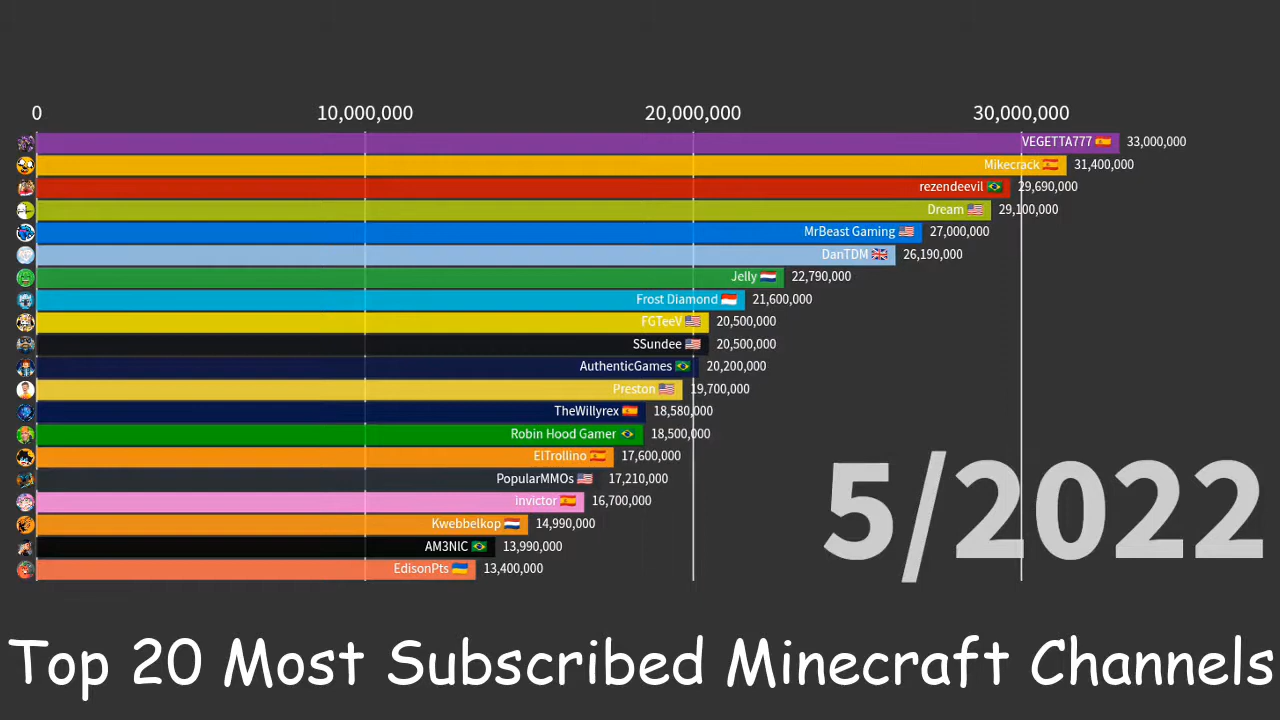 0 10,000,000 20,000,000 30,000,000
VEGETTA777 33,000,000
Mikecrack 31,400,000
rezendeevil 29,690,000
Dream 29,100,000
MrBeast Gaming 27,000,000
DanTDM 26,190,000
Jelly 22,790,000
Frost Diamond 21,600,000
FGTeeV 20,500,000
SSundee 20,500,000
AuthenticGames 20,200,000
Preston 19,700,000
TheWillyrex 18,580,000
Robin Hood Gamer 18,500,000
ElTrollino 17,600,000
PopularMMOs 17,210,000
Invictor 16,700,000
Kwebbelkop 14,990,000
AM3NIC 13,990,000
EdisonPts 13,400,000
5/2022
Top 20 Most Subscribed Minecraft Channels